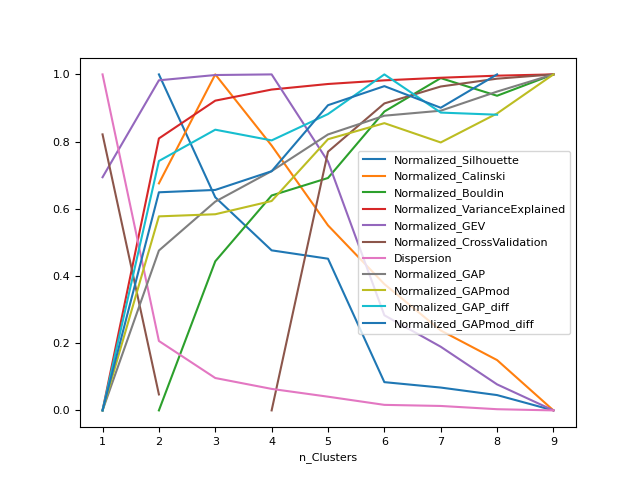 1.0
0.8
0.6
0.4
0.2
0.0
Normalized_Silhouette
Normalized_Calinski
Normalized_Bouldin
Normalized_VarianceExplained
Normalized_GEV
Normalized_CrossValidation
Dispersion
Normalized_GAP
Normalized_GAPmod
Normalized_GAP_diff
Normalized_GAPmod_diff
1 2 3 4 5 6 7 8 9
n_Clusters